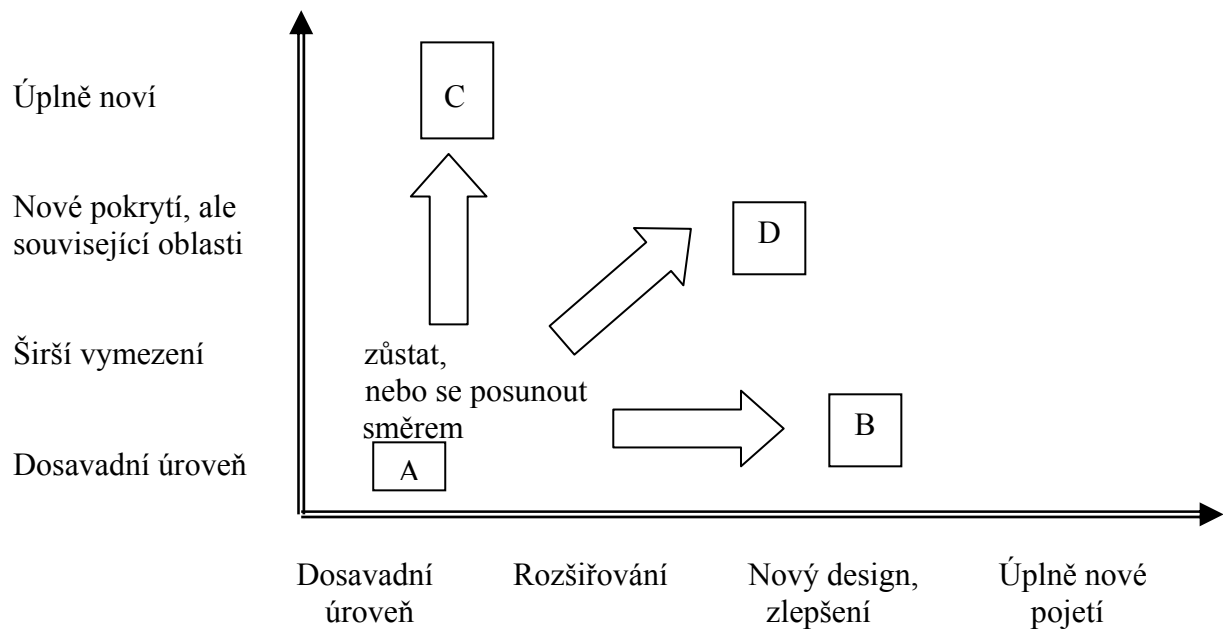 Úplně noví
C
Nové pokrytí, ale
související oblasti
D
Širší vymezení
zůstat,
nebo se posunout
směrem
B
Dosavadní úroveň
A
Dosavadní
úroveň
Rozšiřování
Nový design,
zlepšení
Úplně nové
pojetí